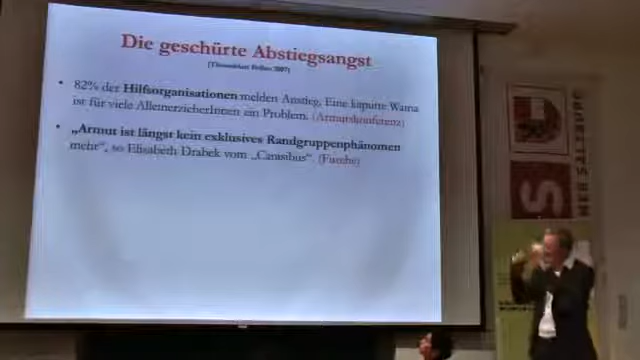 Die geschürte Abstiegsangst
82% der Hilfsorganisationen melden Anstieg. Eine kaputte Wama
ist für viele AlleinerzieherInnen ein Problem. (Armutskonferenz)
„Armut ist längst kein exklusives Randgruppenphänomen
mehr“, so Elisabeth Drabek vom „Canisibus“. (Furche)